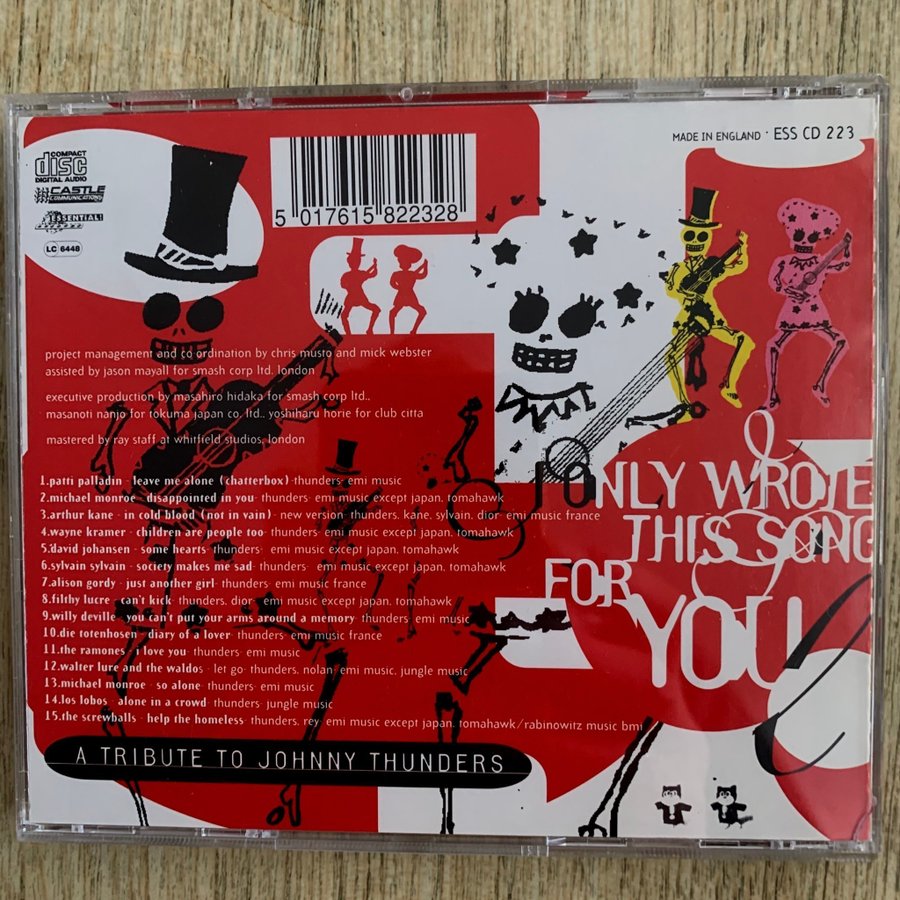 COMPACT
disc
DIGITAL AUDIO
CASTLE
COMMUNICATIONS
ESSENTIAL!
LC 6448
5 017615 822328
MADE IN ENGLAND · ESS CD 223
project management and co ordination by chris musto and mick webster
assisted by jason mayall for smash corp ltd. london
executive production by masahiro hidaka for smash corp ltd..
masanoti nanjo for tokuma japan co. ltd.. yoshiharu horie for club citta
mastered by ray staff at whitfield studios, london
1.patti palladin · leave me alone (chatterbox) ·thunders· emi music
2.michael monroe · disappointed in you· thunders· emi music except japan. tomahawk
3.arthur kane · in cold blood (not in vain) · new version· thunders. kane. sylvain. dior· emi music france
4.wayne kramer · children are people too · thunders· emi music except japan. tomahawk
5.david johansen · some hearts ·thunders· emi music except japan. tomahawk
6.sylvain sylvain · society makes me sad· thunders· emi music except japan. tomahawk
7.alison gordy · just another girl· thunders emi music france
8.filthy lucre · can't kick· thunders. dior· emi music except japan. tomahawk
9.willy deville · you can't put your arms around a memory· thunders· emi music
10.die totenhosen · diary of a lover· thunders· emi music france
11.the ramones · i love you· thunders· emi music
12.walter lure and the waldos · let go· thunders. nolan· emi music. jungle music
13.michael monroe · so alone· thunders· emi music
14.los lobos · alone in a crowd· thunders· jungle music
15.the screwballs · help the homeless· thunders. rey· emi music except japan. tomahawk/rabinowitz music bmi
A TRIBUTE TO JOHNNY THUNDERS
I ONLY WROTE
THIS SONG
FOR
YOU